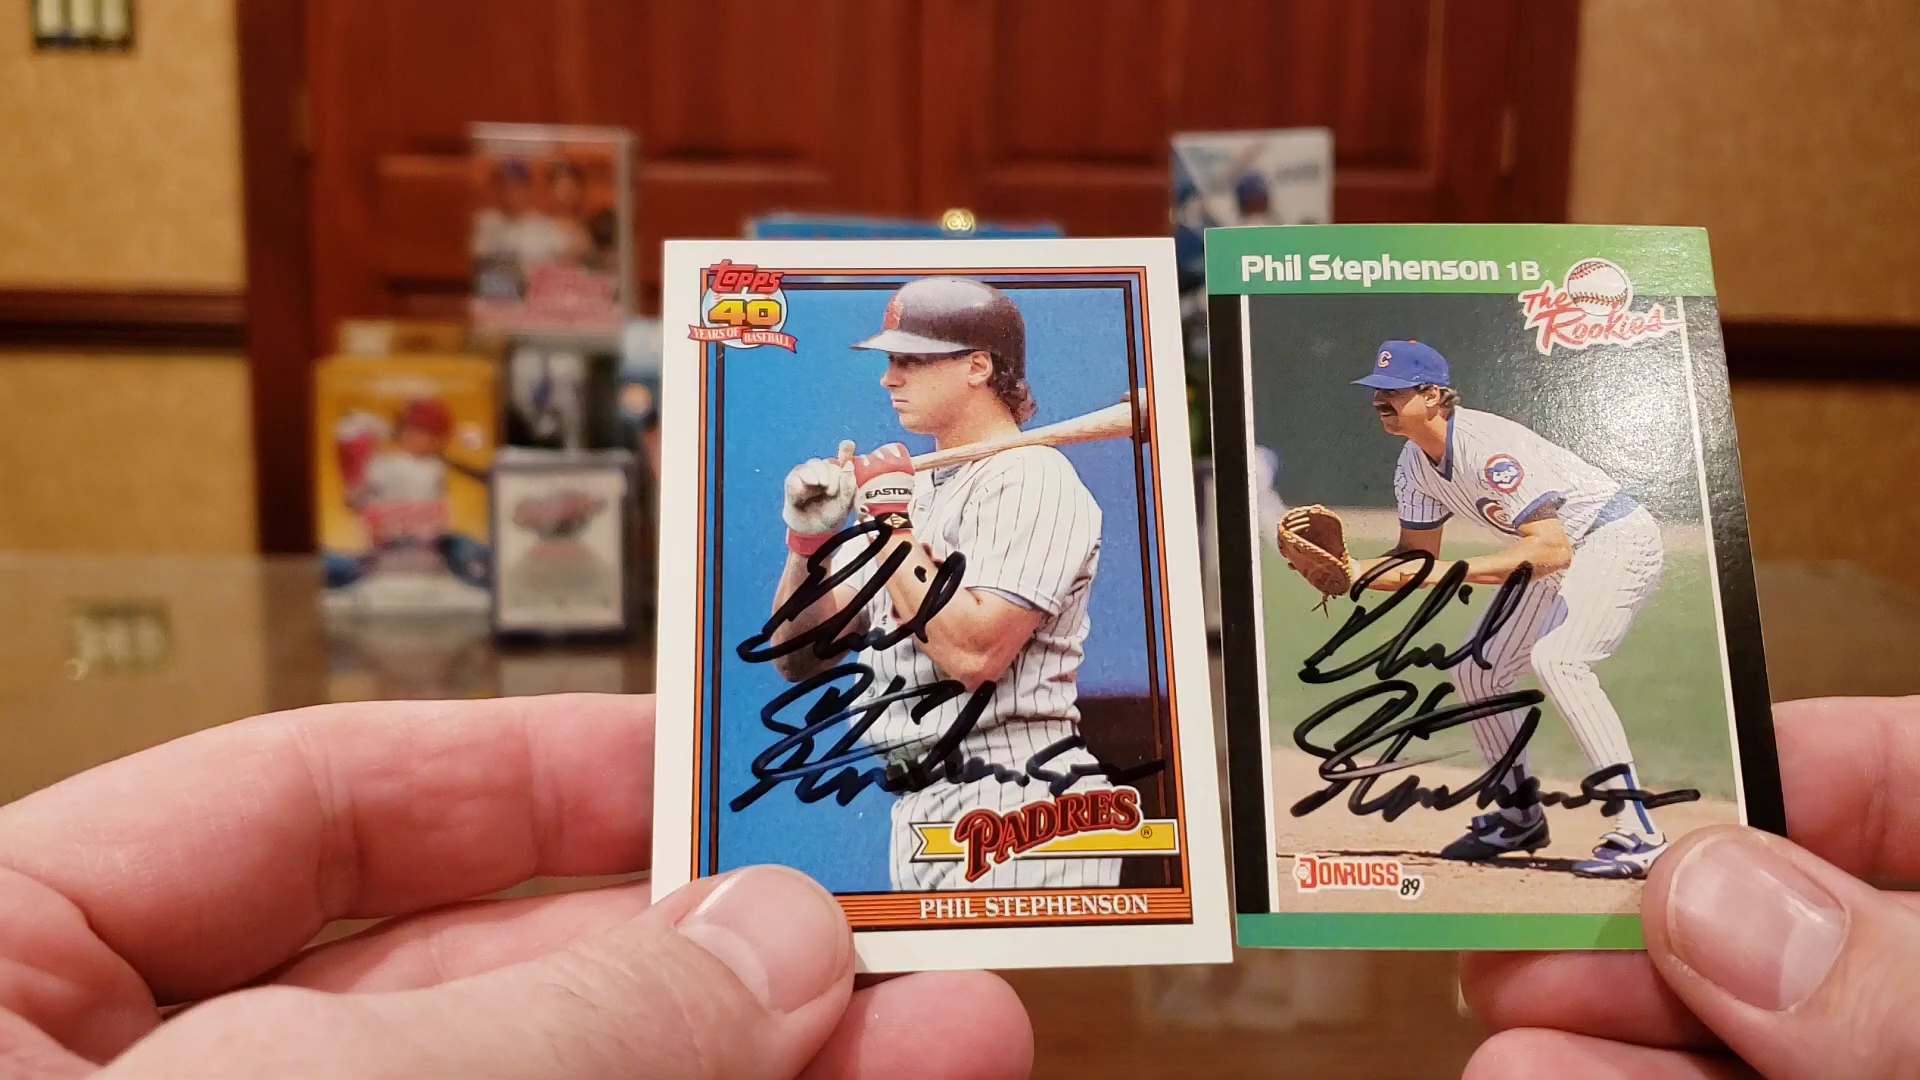 Topps
40
YEARS OF BASEBALL
EASTON
Phil
Stephenson
PADRES
PHIL STEPHENSON
Phil Stephenson 1B
The
Rookies
C
Phil
Stephenson
DONRUSS 89